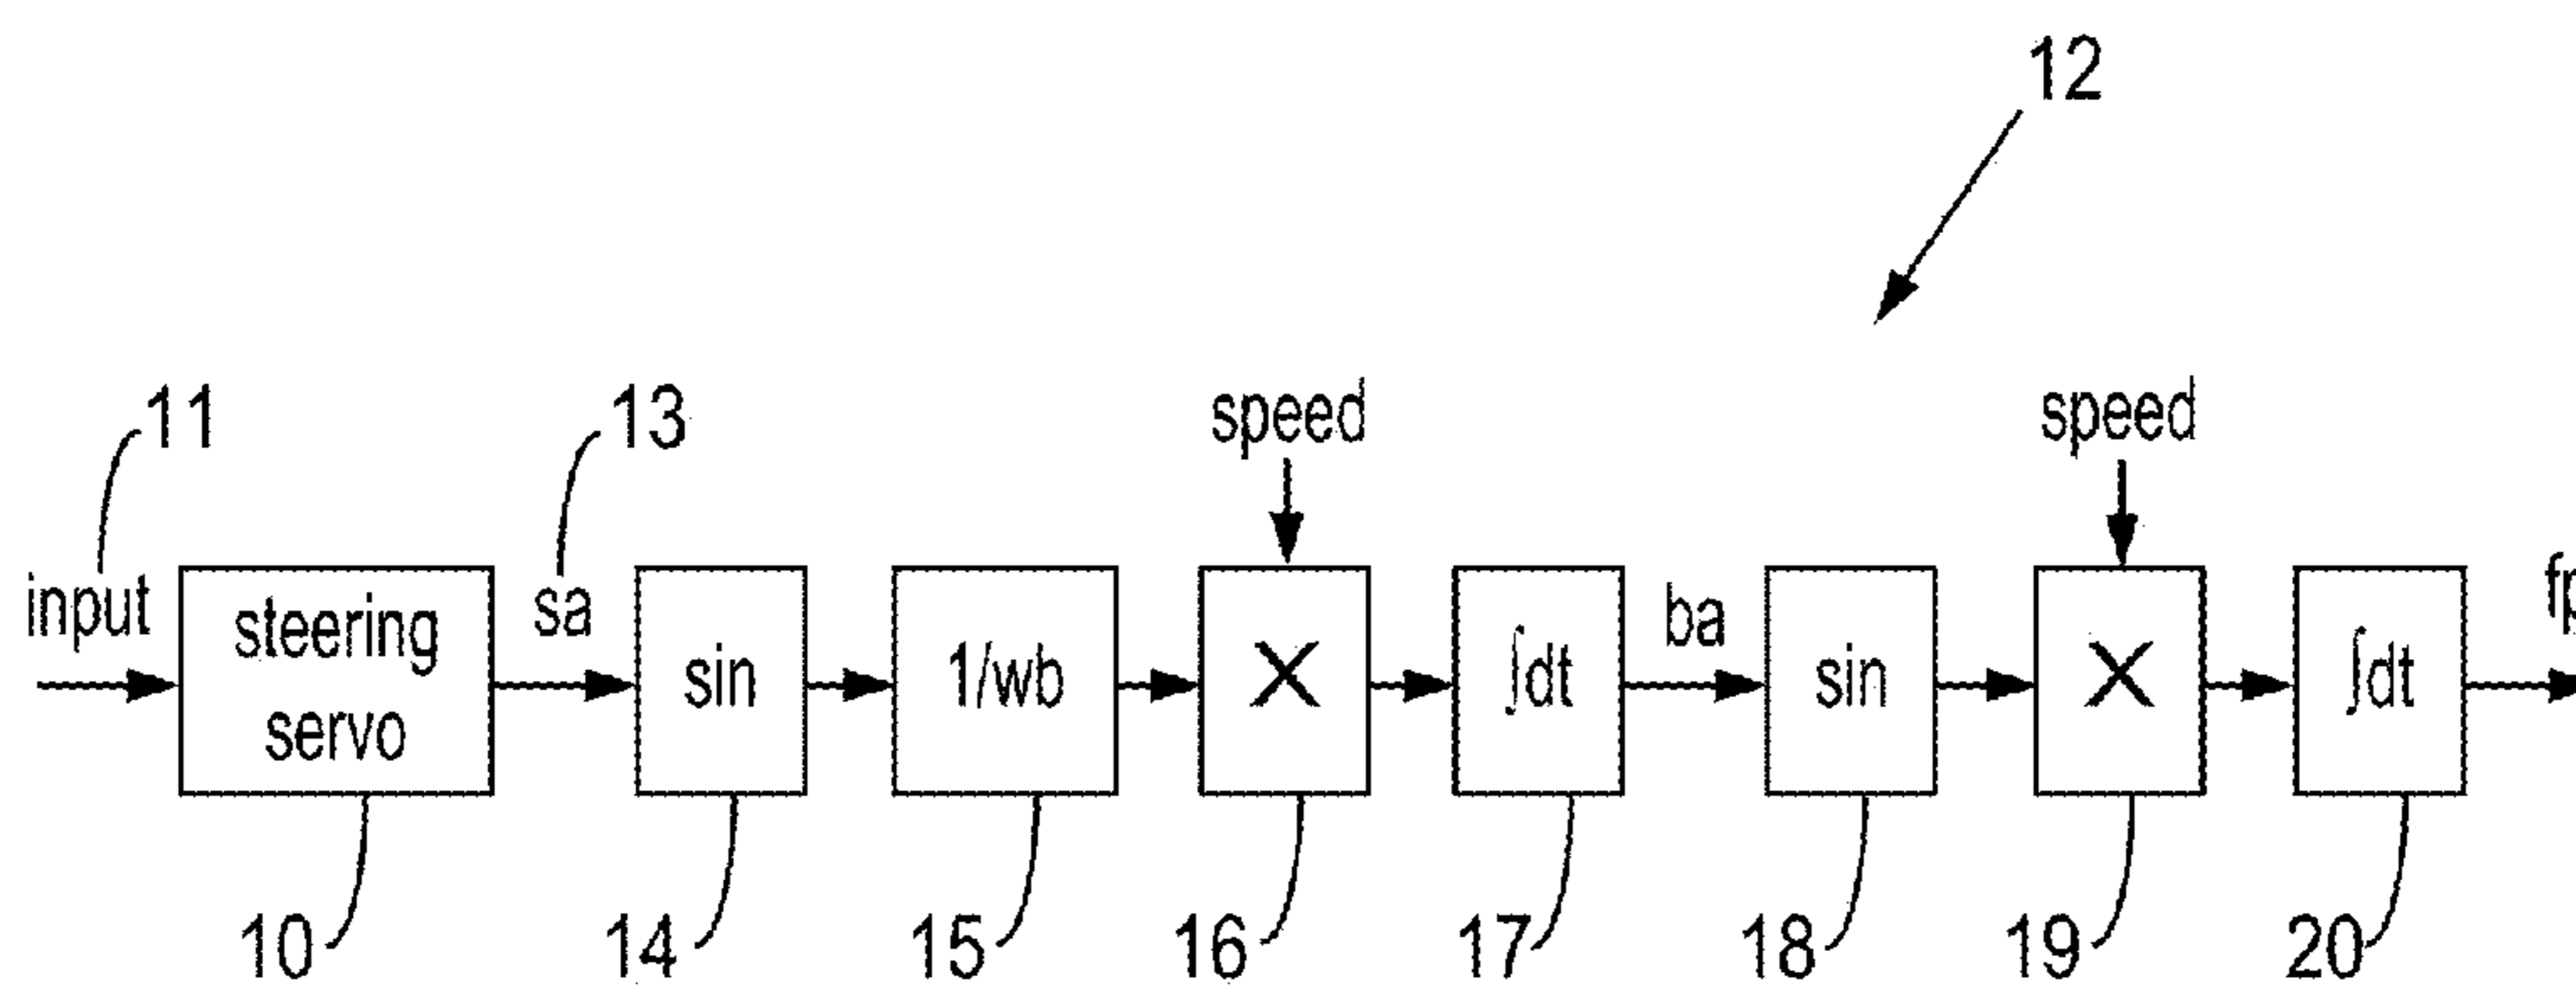 12
11
13
speed
speed
input
steering
servo
sa
sin
1/wb
X
∫dt
ba
sin
X
∫dt
fp
10
14
15
16
17
18
19
20